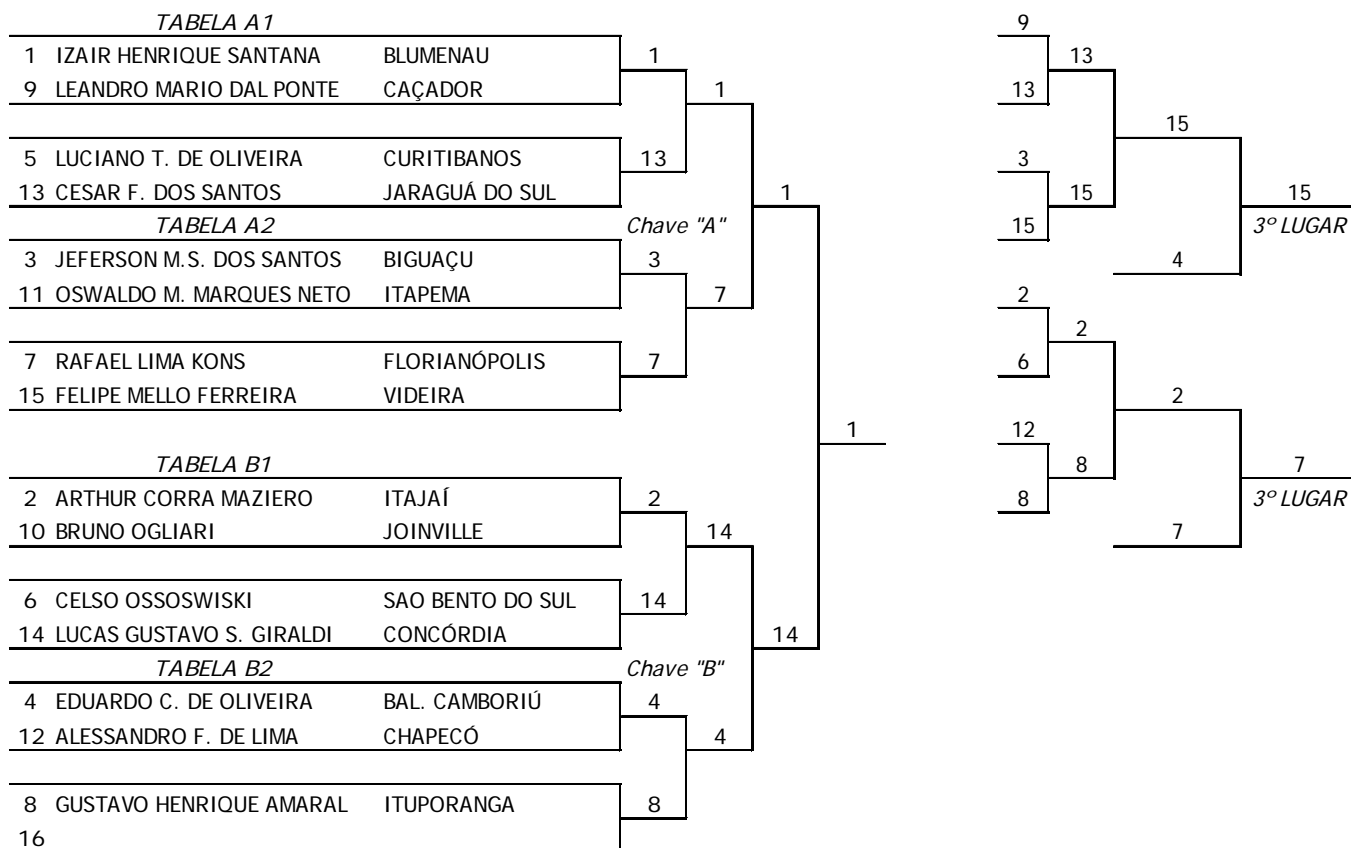 TABELA A1
9
1 IZAIR HENRIQUE SANTANA BLUMENAU 1 13
9 LEANDRO MARIO DAL PONTE CAÇADOR 1 13
15
5 LUCIANO T. DE OLIVEIRA CURITIBANOS 13 3
13 CESAR F. DOS SANTOS JARAGUÁ DO SUL 1 15 15
TABELA A2 Chave "A" 15 3º LUGAR
3 JEFERSON M.S. DOS SANTOS BIGUAÇU 3 4
11 OSWALDO M. MARQUES NETO ITAPEMA 7 2
2
7 RAFAEL LIMA KONS FLORIANÓPOLIS 7 6
15 FELIPE MELLO FERREIRA VIDEIRA 2
1 12
TABELA B1 8 7
2 ARTHUR CORRA MAZIERO ITAJAÍ 2 8 3º LUGAR
10 BRUNO OGLIARI JOINVILLE 14 7
6 CELSO OSSOSWISKI SAO BENTO DO SUL 14
14 LUCAS GUSTAVO S. GIRALDI CONCÓRDIA 14
TABELA B2 Chave "B"
4 EDUARDO C. DE OLIVEIRA BAL. CAMBORIÚ 4
12 ALESSANDRO F. DE LIMA CHAPECÓ 4
8 GUSTAVO HENRIQUE AMARAL ITUPORANGA 8
16